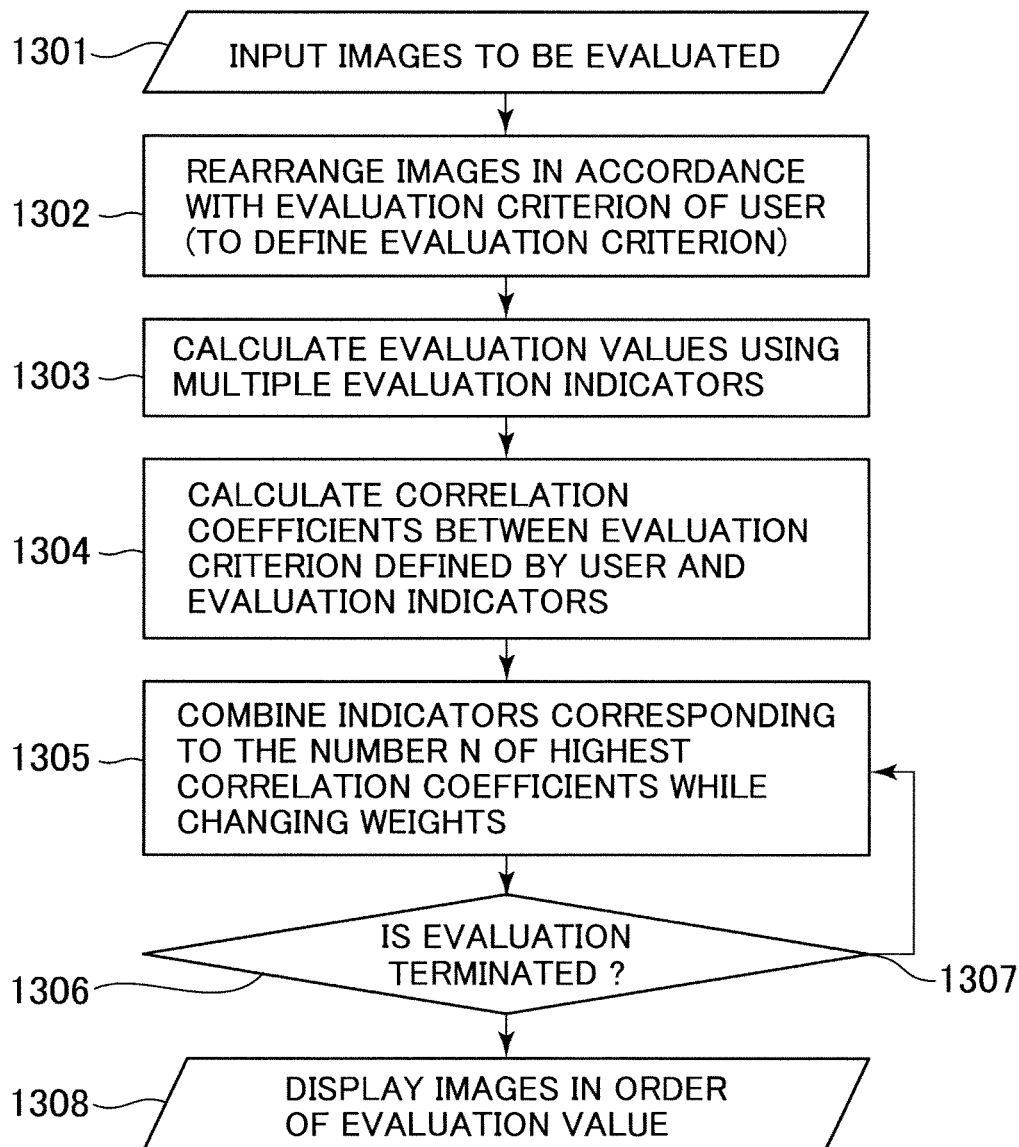 1301
INPUT IMAGES TO BE EVALUATED
1302
REARRANGE IMAGES IN ACCORDANCE
WITH EVALUATION CRITERION OF USER
(TO DEFINE EVALUATION CRITERION)
1303
CALCULATE EVALUATION VALUES USING
MULTIPLE EVALUATION INDICATORS
1304
CALCULATE CORRELATION
COEFFICIENTS BETWEEN EVALUATION
CRITERION DEFINED BY USER AND
EVALUATION INDICATORS
1305
COMBINE INDICATORS CORRESPONDING
TO THE NUMBER N OF HIGHEST
CORRELATION COEFFICIENTS WHILE
CHANGING WEIGHTS
1306
IS EVALUATION
TERMINATED ?
1307
1308
DISPLAY IMAGES IN ORDER
OF EVALUATION VALUE